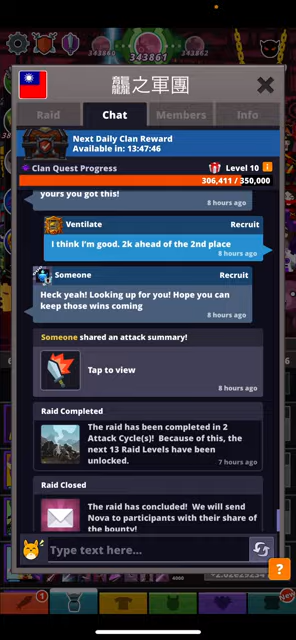 343860
343861
343862
龘之軍團
Raid
Chat
Members
Info
Next Daily Clan Reward
Available in: 13:47:46
Clan Quest Progress
Level 10
306,411 / 350,000
yours you got this!
8 hours ago
Ventilate
Recruit
I think I'm good. 2k ahead of the 2nd place
8 hours ago
Someone
Recruit
Heck yeah! Looking up for you! Hope you can
keep those wins coming
8 hours ago
Someone shared an attack summary!
Tap to view
8 hours ago
Raid Completed
The raid has been completed in 2
Attack Cycle(s)! Because of this, the
next 13 Raid Levels have been
unlocked.
7 hours ago
Raid Closed
The raid has concluded! We will send
Nova to participants with their share of
the bounty!
Type text here...
?
1
New